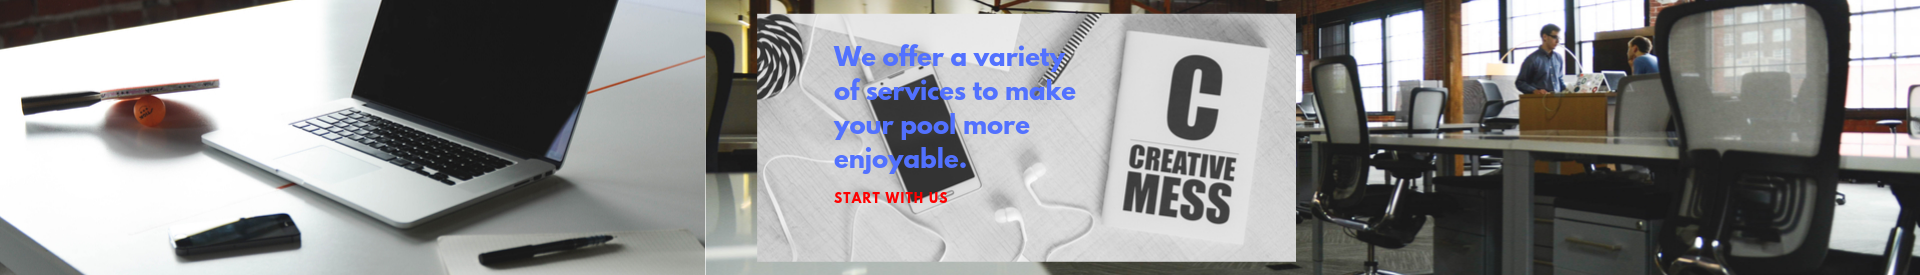 We offer a variety
of services to make
your pool more
enjoyable.
START WITH US
C
CREATIVE
MESS